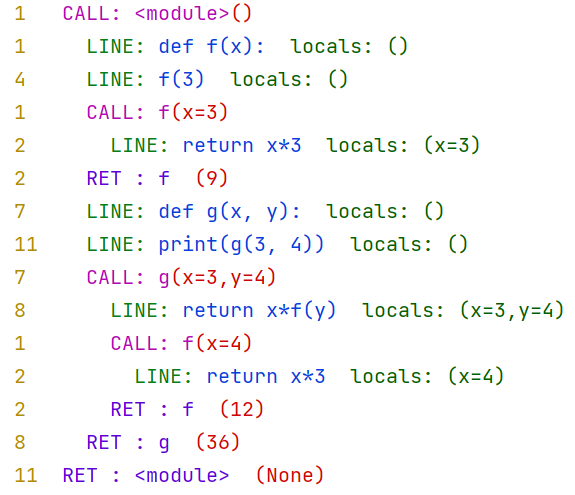 1   CALL: <module>()
1     LINE: def f(x):  locals: ()
4     LINE: f(3)  locals: ()
1     CALL: f(x=3)
2       LINE: return x*3  locals: (x=3)
2     RET : f  (9)
7     LINE: def g(x, y):  locals: ()
11    LINE: print(g(3, 4))  locals: ()
7     CALL: g(x=3,y=4)
8       LINE: return x*f(y)  locals: (x=3,y=4)
1       CALL: f(x=4)
2         LINE: return x*3  locals: (x=4)
2       RET : f  (12)
8     RET : g  (36)
11  RET : <module>  (None)